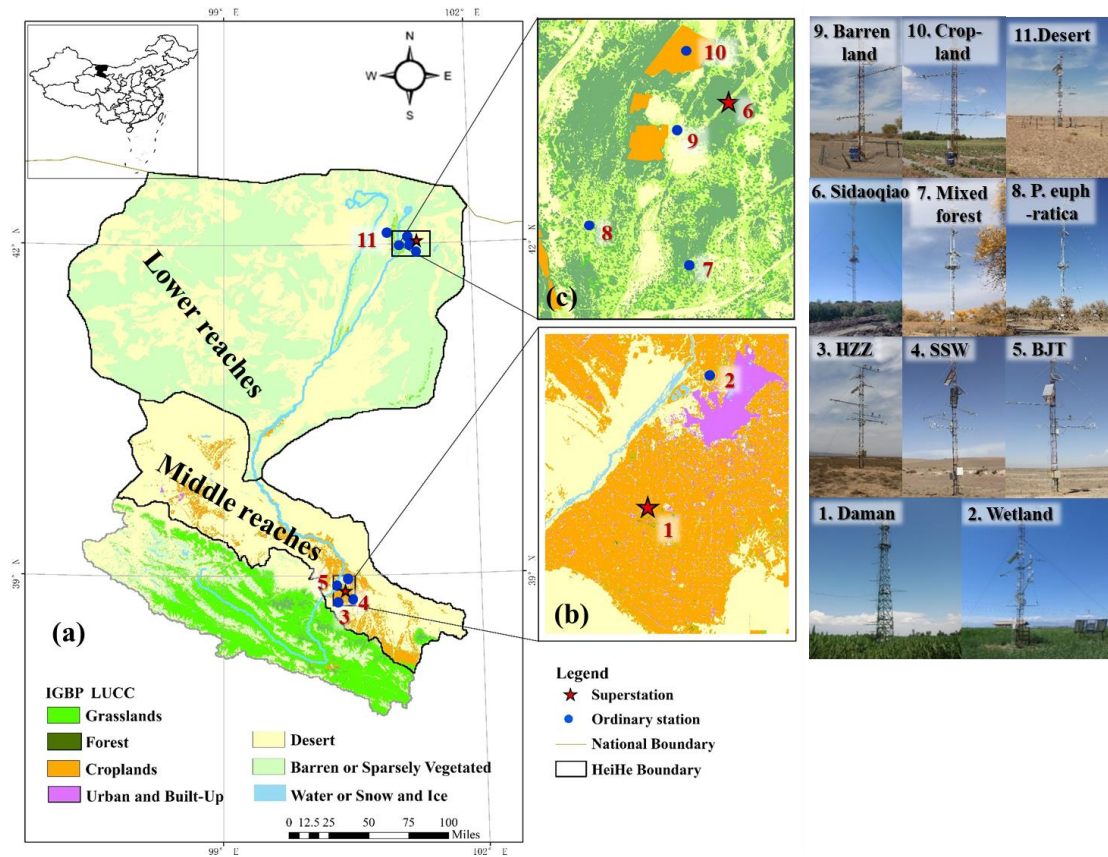 99° E
102° E
N
W
E
S
42° N
42° N
11
Lower reaches
Middle reaches
39° N
39° N
5
4
3
(a)
99° E
102° E
IGBP LUCC
Grasslands
Forest
Croplands
Urban and Built-Up
Desert
Barren or Sparsely Vegetated
Water or Snow and Ice
0 12.5 25 50 75 100
Miles
10
6
9
8
7
(c)
2
1
(b)
Legend
Superstation
Ordinary station
National Boundary
HeiHe Boundary
9. Barren
land
10. Crop-
land
11.Desert
6. Sidaoqiao
7. Mixed
forest
8. P. euph
-ratica
3. HZZ
4. SSW
5. BJT
1. Daman
2. Wetland